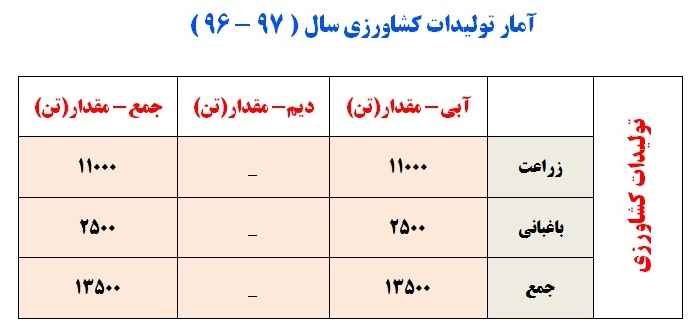 آمار تولیدات کشاورزی سال ( ۹۷ – ۹۶ )
تولیدات کشاورزی
آبی– مقدار(تن) دیم– مقدار(تن) جمع– مقدار(تن)
زراعت ۱۱۰۰۰ _ ۱۱۰۰۰
باغبانی ۲۵۰۰ _ ۲۵۰۰
جمع ۱۳۵۰۰ _ ۱۳۵۰۰